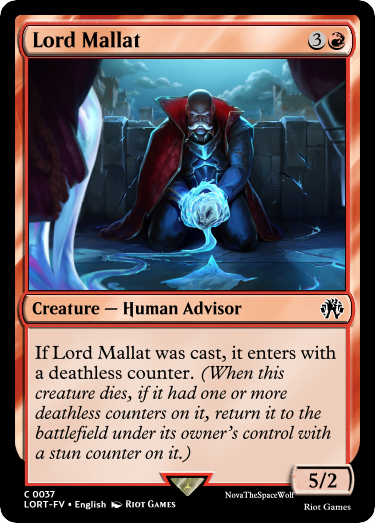 Lord Mallat 3
Creature — Human Advisor
If Lord Mallat was cast, it enters with
a deathless counter. (When this
creature dies, if it had one or more
deathless counters on it, return it to the
battlefield under its owner's control with
a stun counter on it.)
5/2
C 0037
LORT-FV • English Riot Games
NovaTheSpaceWolf
Riot Games